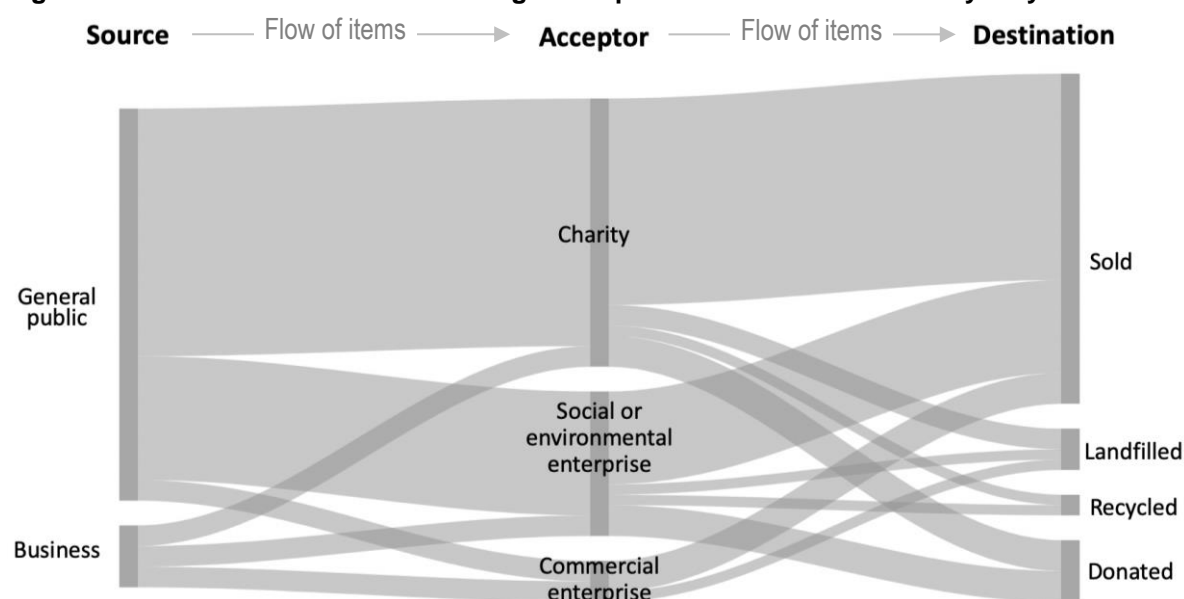 Source Flow of items Acceptor Flow of items Destination
Charity
Sold
General
public
Social or
environmental
enterprise
Landfilled
Recycled
Business
Commercial
enterprise
Donated